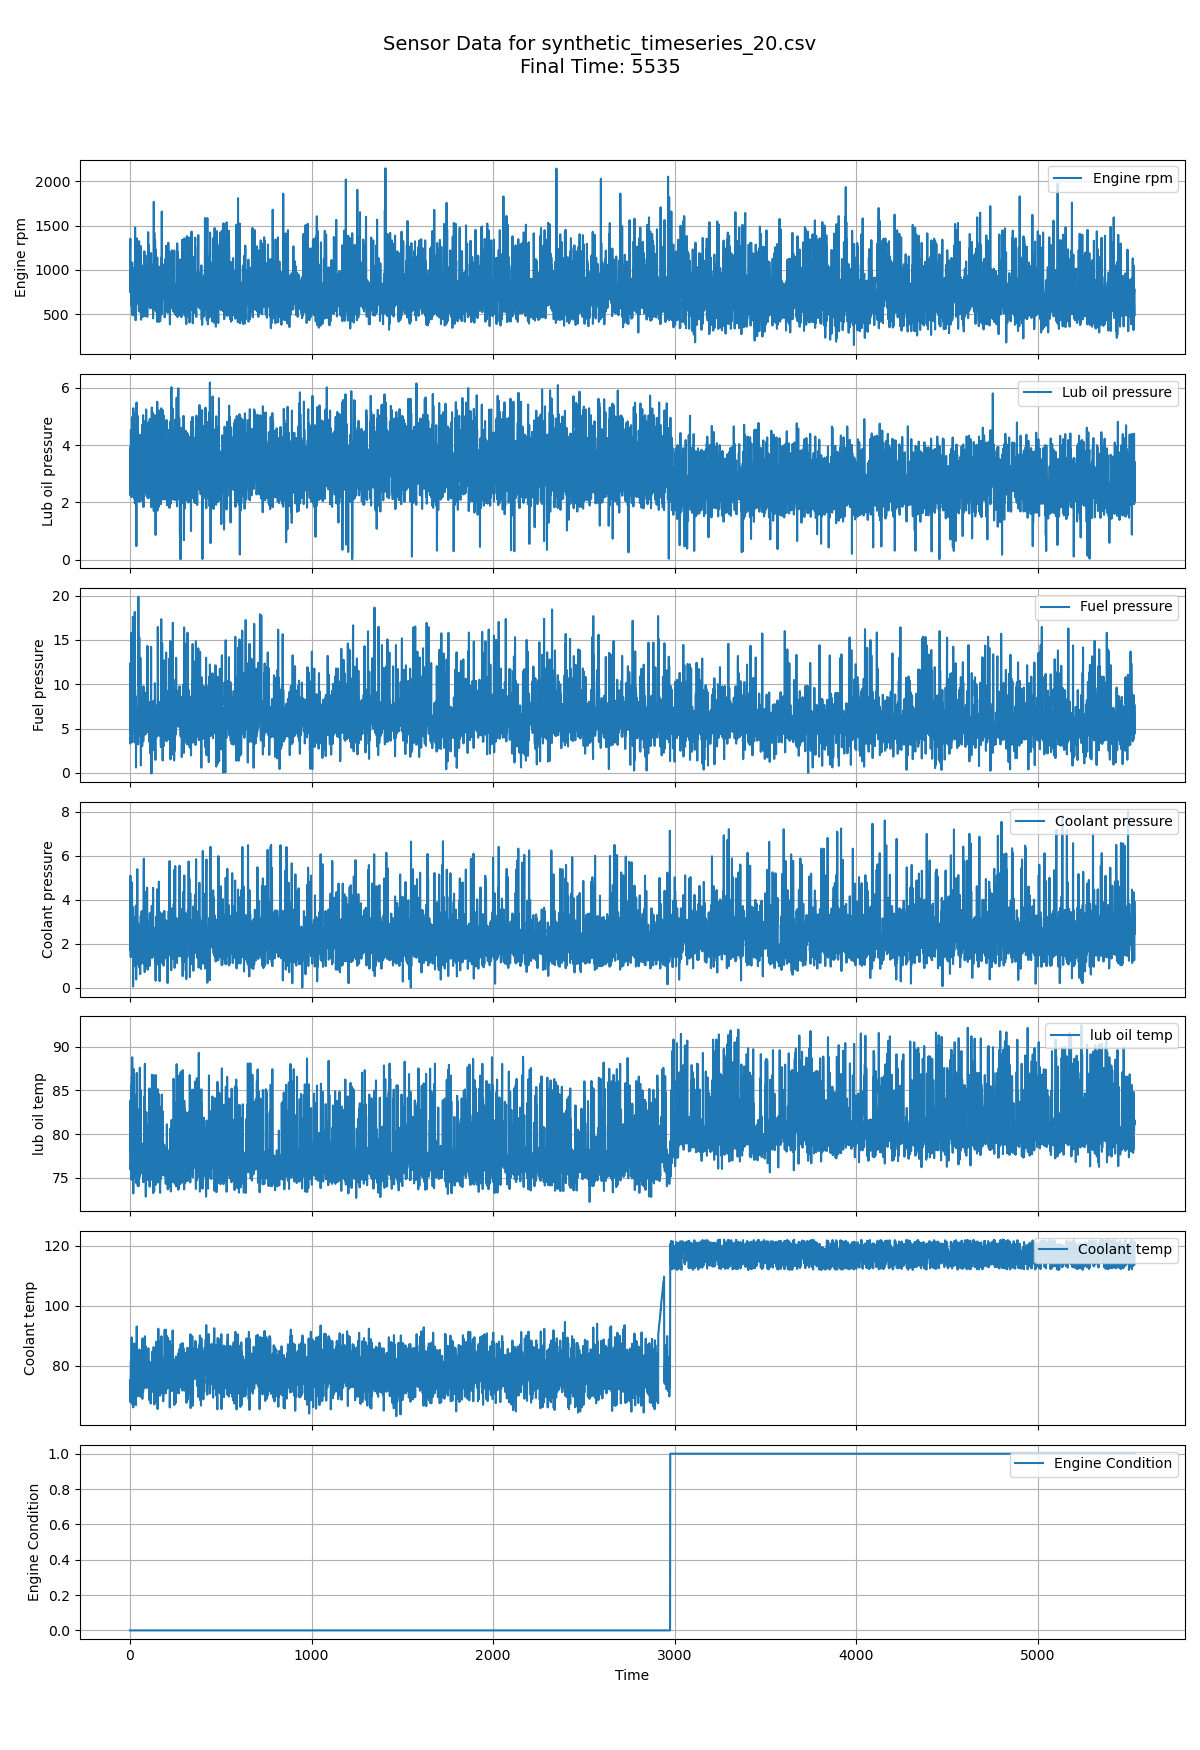 Sensor Data for synthetic_timeseries_20.csv
Final Time: 5535
Engine rpm
2000
1500
1000
500
Engine rpm
Lub oil pressure
6
4
2
0
Lub oil pressure
Fuel pressure
20
15
10
5
0
Fuel pressure
Coolant pressure
8
6
4
2
0
Coolant pressure
lub oil temp
90
85
80
75
lub oil temp
Coolant temp
120
100
80
Coolant temp
Engine Condition
1.0
0.8
0.6
0.4
0.2
0.0
Engine Condition
0 1000 2000 3000 4000 5000
Time